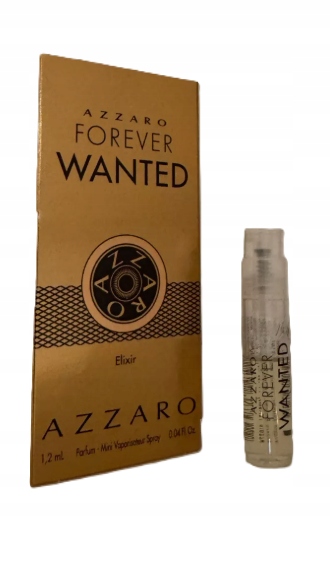 AZZARO
FOREVER
WANTED
AZZARO
Elixir
AZZARO
1,2 mL Parfum - Mini Vaporisateur Spray 0.04 Fl. Oz.
AZZARO
FOREVER
WANTED